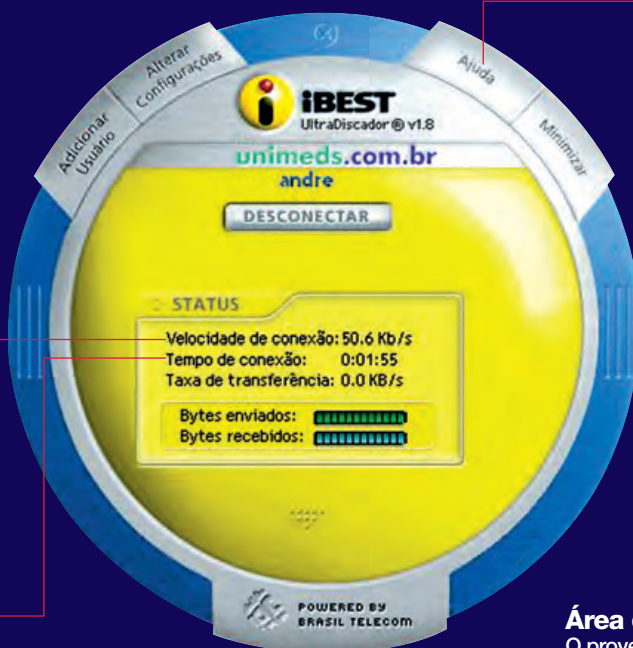 Alterar
Configurações
Adicionar
Usuário
Ajuda
Minimizar
iBEST
UltraDiscador® v1.8
unimeds.com.br
andre
DESCONECTAR
STATUS
Velocidade de conexão: 50.6 Kb/s
Tempo de conexão: 0:01:55
Taxa de transferência: 0.0 KB/s
Bytes enviados:
Bytes recebidos:
POWERED BY
BRASIL TELECOM
Área
O prove